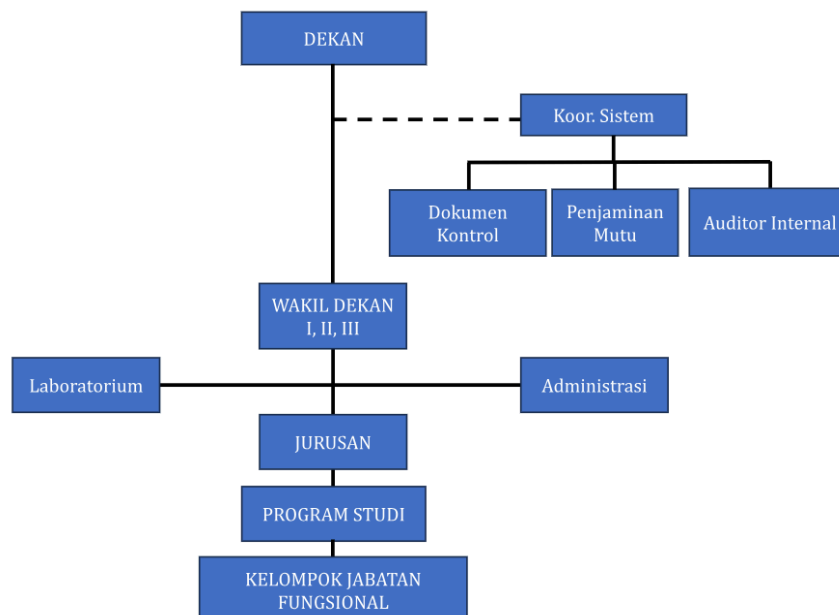 DEKAN
Koor. Sistem
Dokumen
Kontrol
Penjaminan
Mutu
Auditor Internal
WAKIL DEKAN
I, II, III
Laboratorium
Administrasi
JURUSAN
PROGRAM STUDI
KELOMPOK JABATAN
FUNGSIONAL